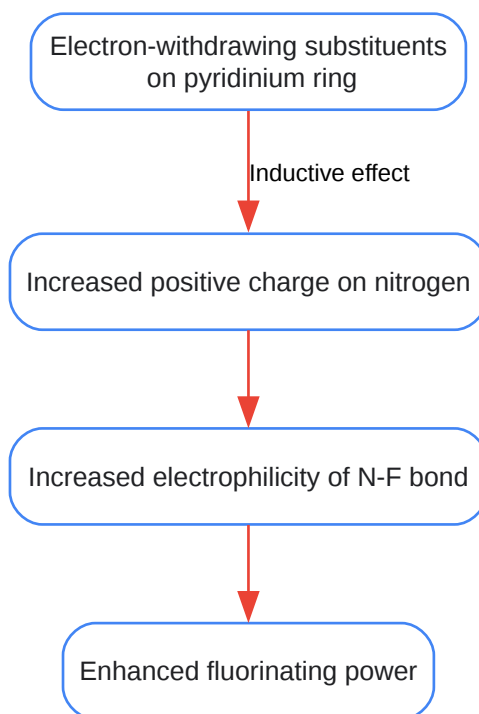 Electron-withdrawing substituents
on pyridinium ring
Inductive effect
Increased positive charge on nitrogen
Increased electrophilicity of N-F bond
Enhanced fluorinating power